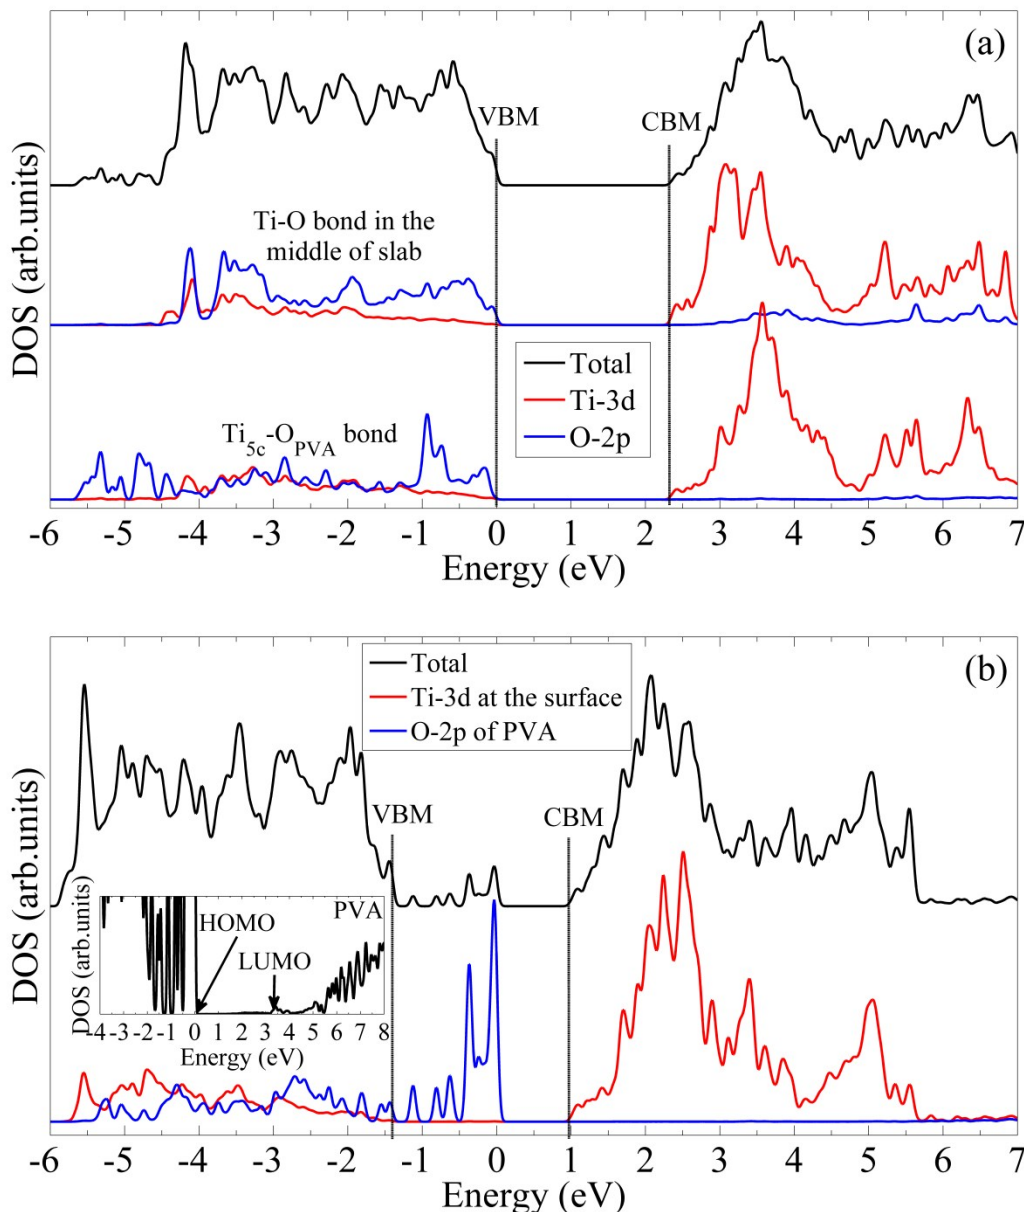 (a)
VBM
CBM
Ti-O bond in the
middle of slab
Total
Ti-3d
O-2p
Ti5c-OPVA bond
DOS (arb.units)
-6 -5 -4 -3 -2 -1 0 1 2 3 4 5 6 7
Energy (eV)
(b)
Total
Ti-3d at the surface
O-2p of PVA
VBM
CBM
DOS (arb.units)
PVA
HOMO
LUMO
DOS (arb.units)
-4 -3 -2 -1 0 1 2 3 4 5 6 7 8
Energy (eV)
-6 -5 -4 -3 -2 -1 0 1 2 3 4 5 6 7
Energy (eV)